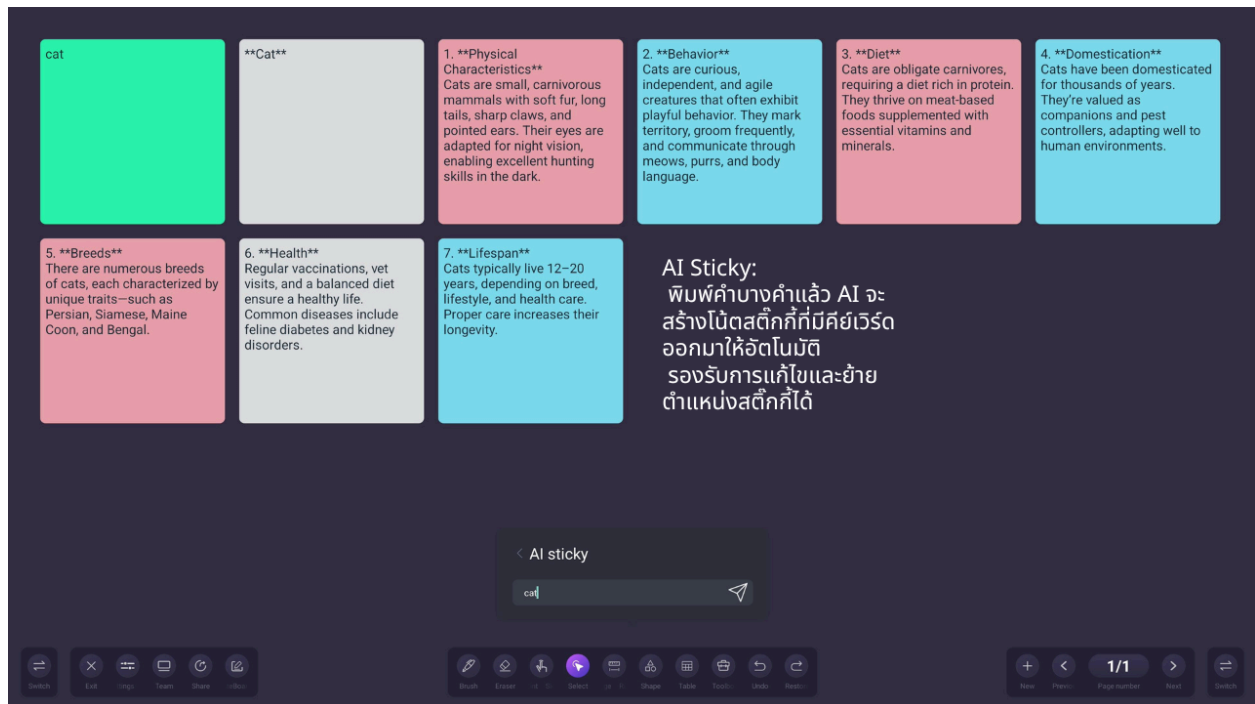 cat
**Cat**
1. **Physical
Characteristics**
Cats are small, carnivorous
mammals with soft fur, long
tails, sharp claws, and
pointed ears. Their eyes are
adapted for night vision,
enabling excellent hunting
skills in the dark.
2. **Behavior**
Cats are curious,
independent, and agile
creatures that often exhibit
playful behavior. They mark
territory, groom frequently,
and communicate through
meows, purrs, and body
language.
3. **Diet**
Cats are obligate carnivores,
requiring a diet rich in protein.
They thrive on meat-based
foods supplemented with
essential vitamins and
minerals.
4. **Domestication**
Cats have been domesticated
for thousands of years.
They're valued as
companions and pest
controllers, adapting well to
human environments.
5. **Breeds**
There are numerous breeds
of cats, each characterized by
unique traits—such as
Persian, Siamese, Maine
Coon, and Bengal.
6. **Health**
Regular vaccinations, vet
visits, and a balanced diet
ensure a healthy life.
Common diseases include
feline diabetes and kidney
disorders.
7. **Lifespan**
Cats typically live 12–20
years, depending on breed,
lifestyle, and health care.
Proper care increases their
longevity.
AI Sticky:
พิมพ์คำบางคำแล้ว AI จะ
สร้างโน้ตสติ๊กกี้ที่มีคีย์เวิร์ด
ออกมาให้อัตโนมัติ
รองรับการแก้ไขและย้าย
ตำแหน่งสติ๊กกี้ได้
AI sticky
cat
Switch
Exit
Team
Share
Brush
Eraser
Select
Shape
Table
Undo
New
1/1
Page number
Next
Switch